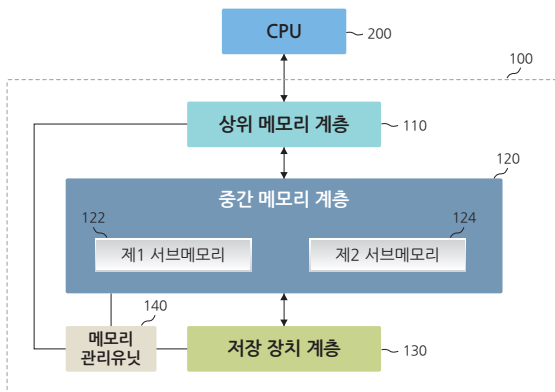 CPU
200
100
상위 메모리 계층
110
120
중간 메모리 계층
122
124
제1 서브메모리
제2 서브메모리
140
메모리
관리유닛
저장 장치 계층
130